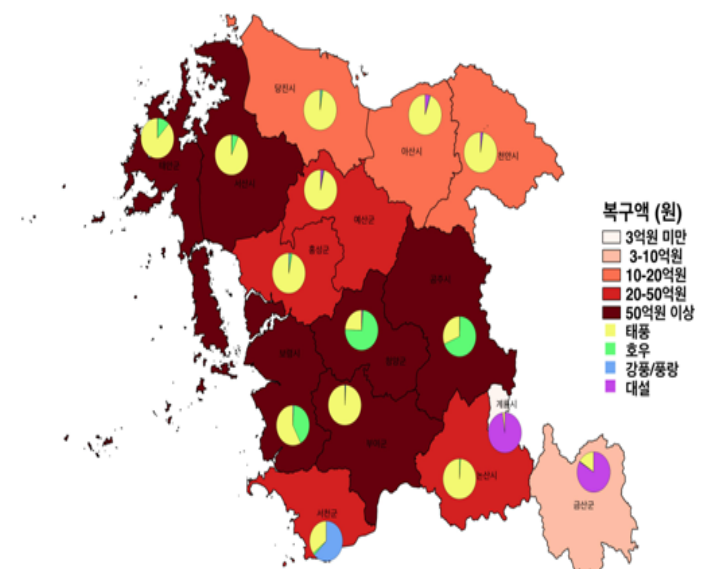 당진시
아산시
천안시
태안군
서산시
예산군
홍성군
공주시
보령시
청양군
부여군
계룡시
논산시
서천군
금산군
복구액 (원)
3억원 미만
3-10억원
10-20억원
20-50억원
50억원 이상
태풍
호우
강풍/풍랑
대설